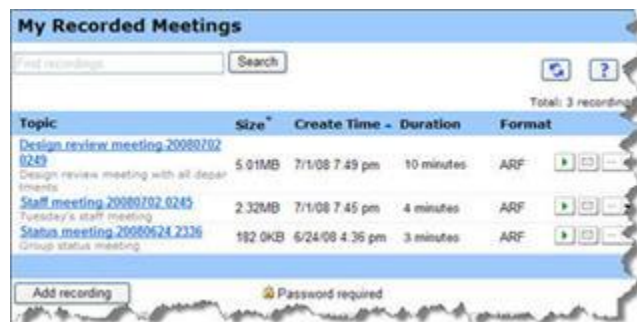 My Recorded Meetings
Find recordings Search
Total: 3 recording
Topic Size* Create Time Duration Format
Design review meeting 20080702
0249
Design review meeting with all depar
tments
5.01MB 7/1/08 7:49 pm 10 minutes ARF
Staff meeting 20080702 0245
Tuesday's staff meeting
2.32MB 7/1/08 7:45 pm 4 minutes ARF
Status meeting 20080624 2336
Group status meeting
182.0KB 6/24/08 4:36 pm 3 minutes ARF
Add recording Password required